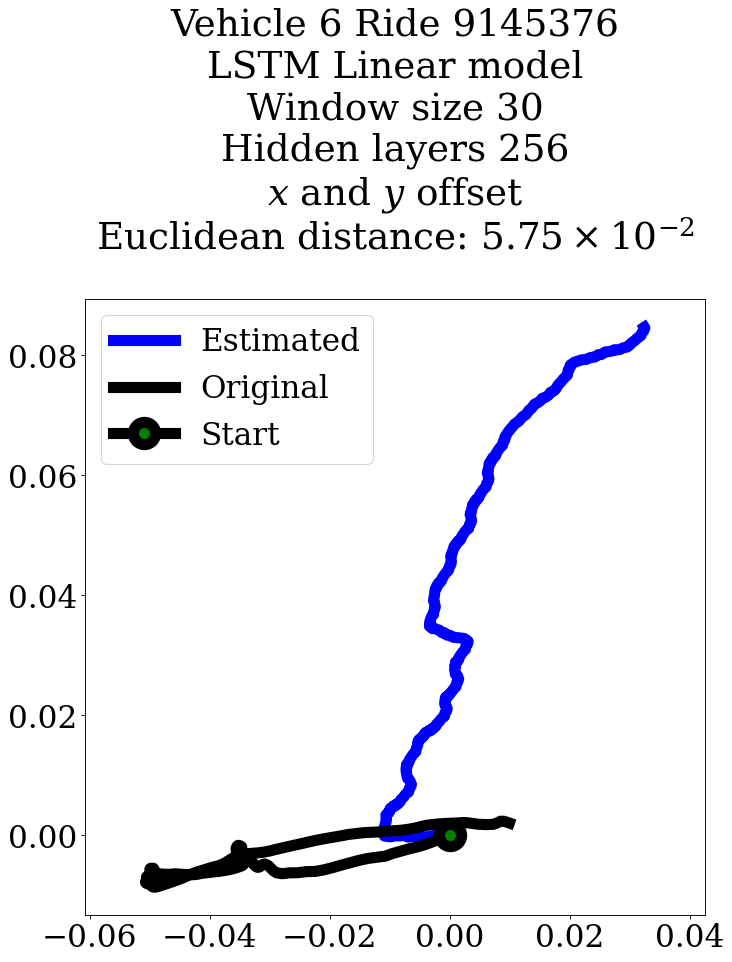 Vehicle 6 Ride 9145376
LSTM Linear model
Window size 30
Hidden layers 256
x and y offset
Euclidean distance: 5.75 × 10⁻²
Estimated
Original
Start
0.08
0.06
0.04
0.02
0.00
−0.06 −0.04 −0.02 0.00 0.02 0.04